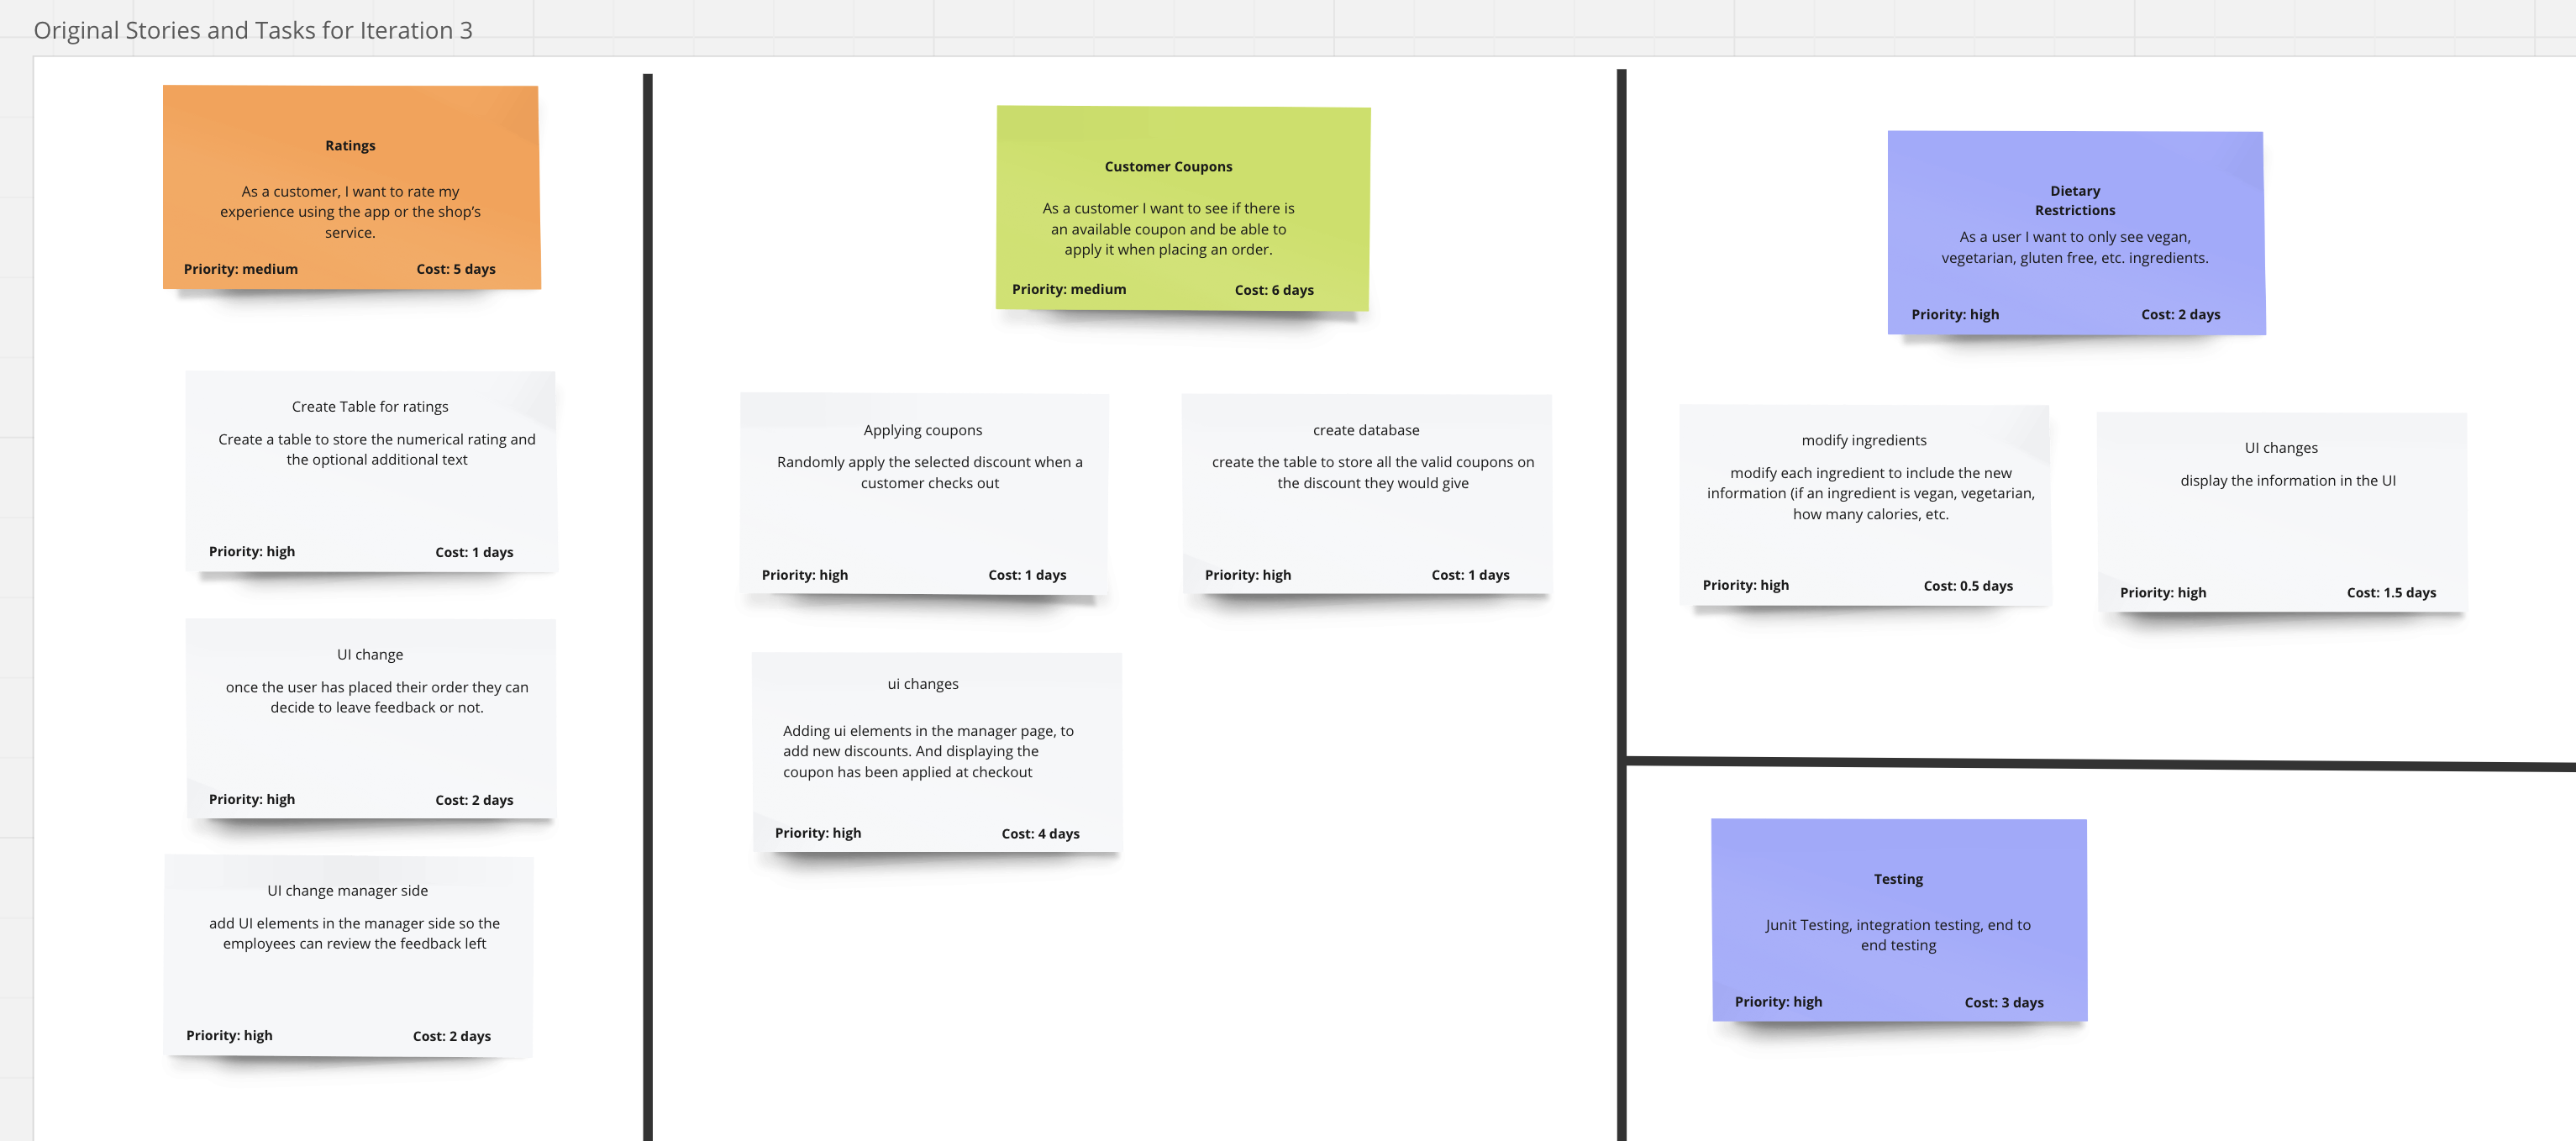 Original Stories and Tasks for Iteration 3
Ratings
As a customer, I want to rate my
experience using the app or the shop's
service.
Priority: medium
Cost: 5 days
Create Table for ratings
Create a table to store the numerical rating and
the optional additional text
Priority: high
Cost: 1 days
UI change
once the user has placed their order they can
decide to leave feedback or not.
Priority: high
Cost: 2 days
UI change manager side
add UI elements in the manager side so the
employees can review the feedback left
Priority: high
Cost: 2 days
Customer Coupons
As a customer I want to see if there is
an available coupon and be able to
apply it when placing an order.
Priority: medium
Cost: 6 days
Applying coupons
Randomly apply the selected discount when a
customer checks out
Priority: high
Cost: 1 days
create database
create the table to store all the valid coupons on
the discount they would give
Priority: high
Cost: 1 days
ui changes
Adding ui elements in the manager page, to
add new discounts. And displaying the
coupon has been applied at checkout
Priority: high
Cost: 4 days
Dietary
Restrictions
As a user I want to only see vegan,
vegetarian, gluten free, etc. ingredients.
Priority: high
Cost: 2 days
modify ingredients
modify each ingredient to include the new
information (if an ingredient is vegan, vegetarian,
how many calories, etc.
Priority: high
Cost: 0.5 days
UI changes
display the information in the UI
Priority: high
Cost: 1.5 days
Testing
Junit Testing, integration testing, end to
end testing
Priority: high
Cost: 3 days